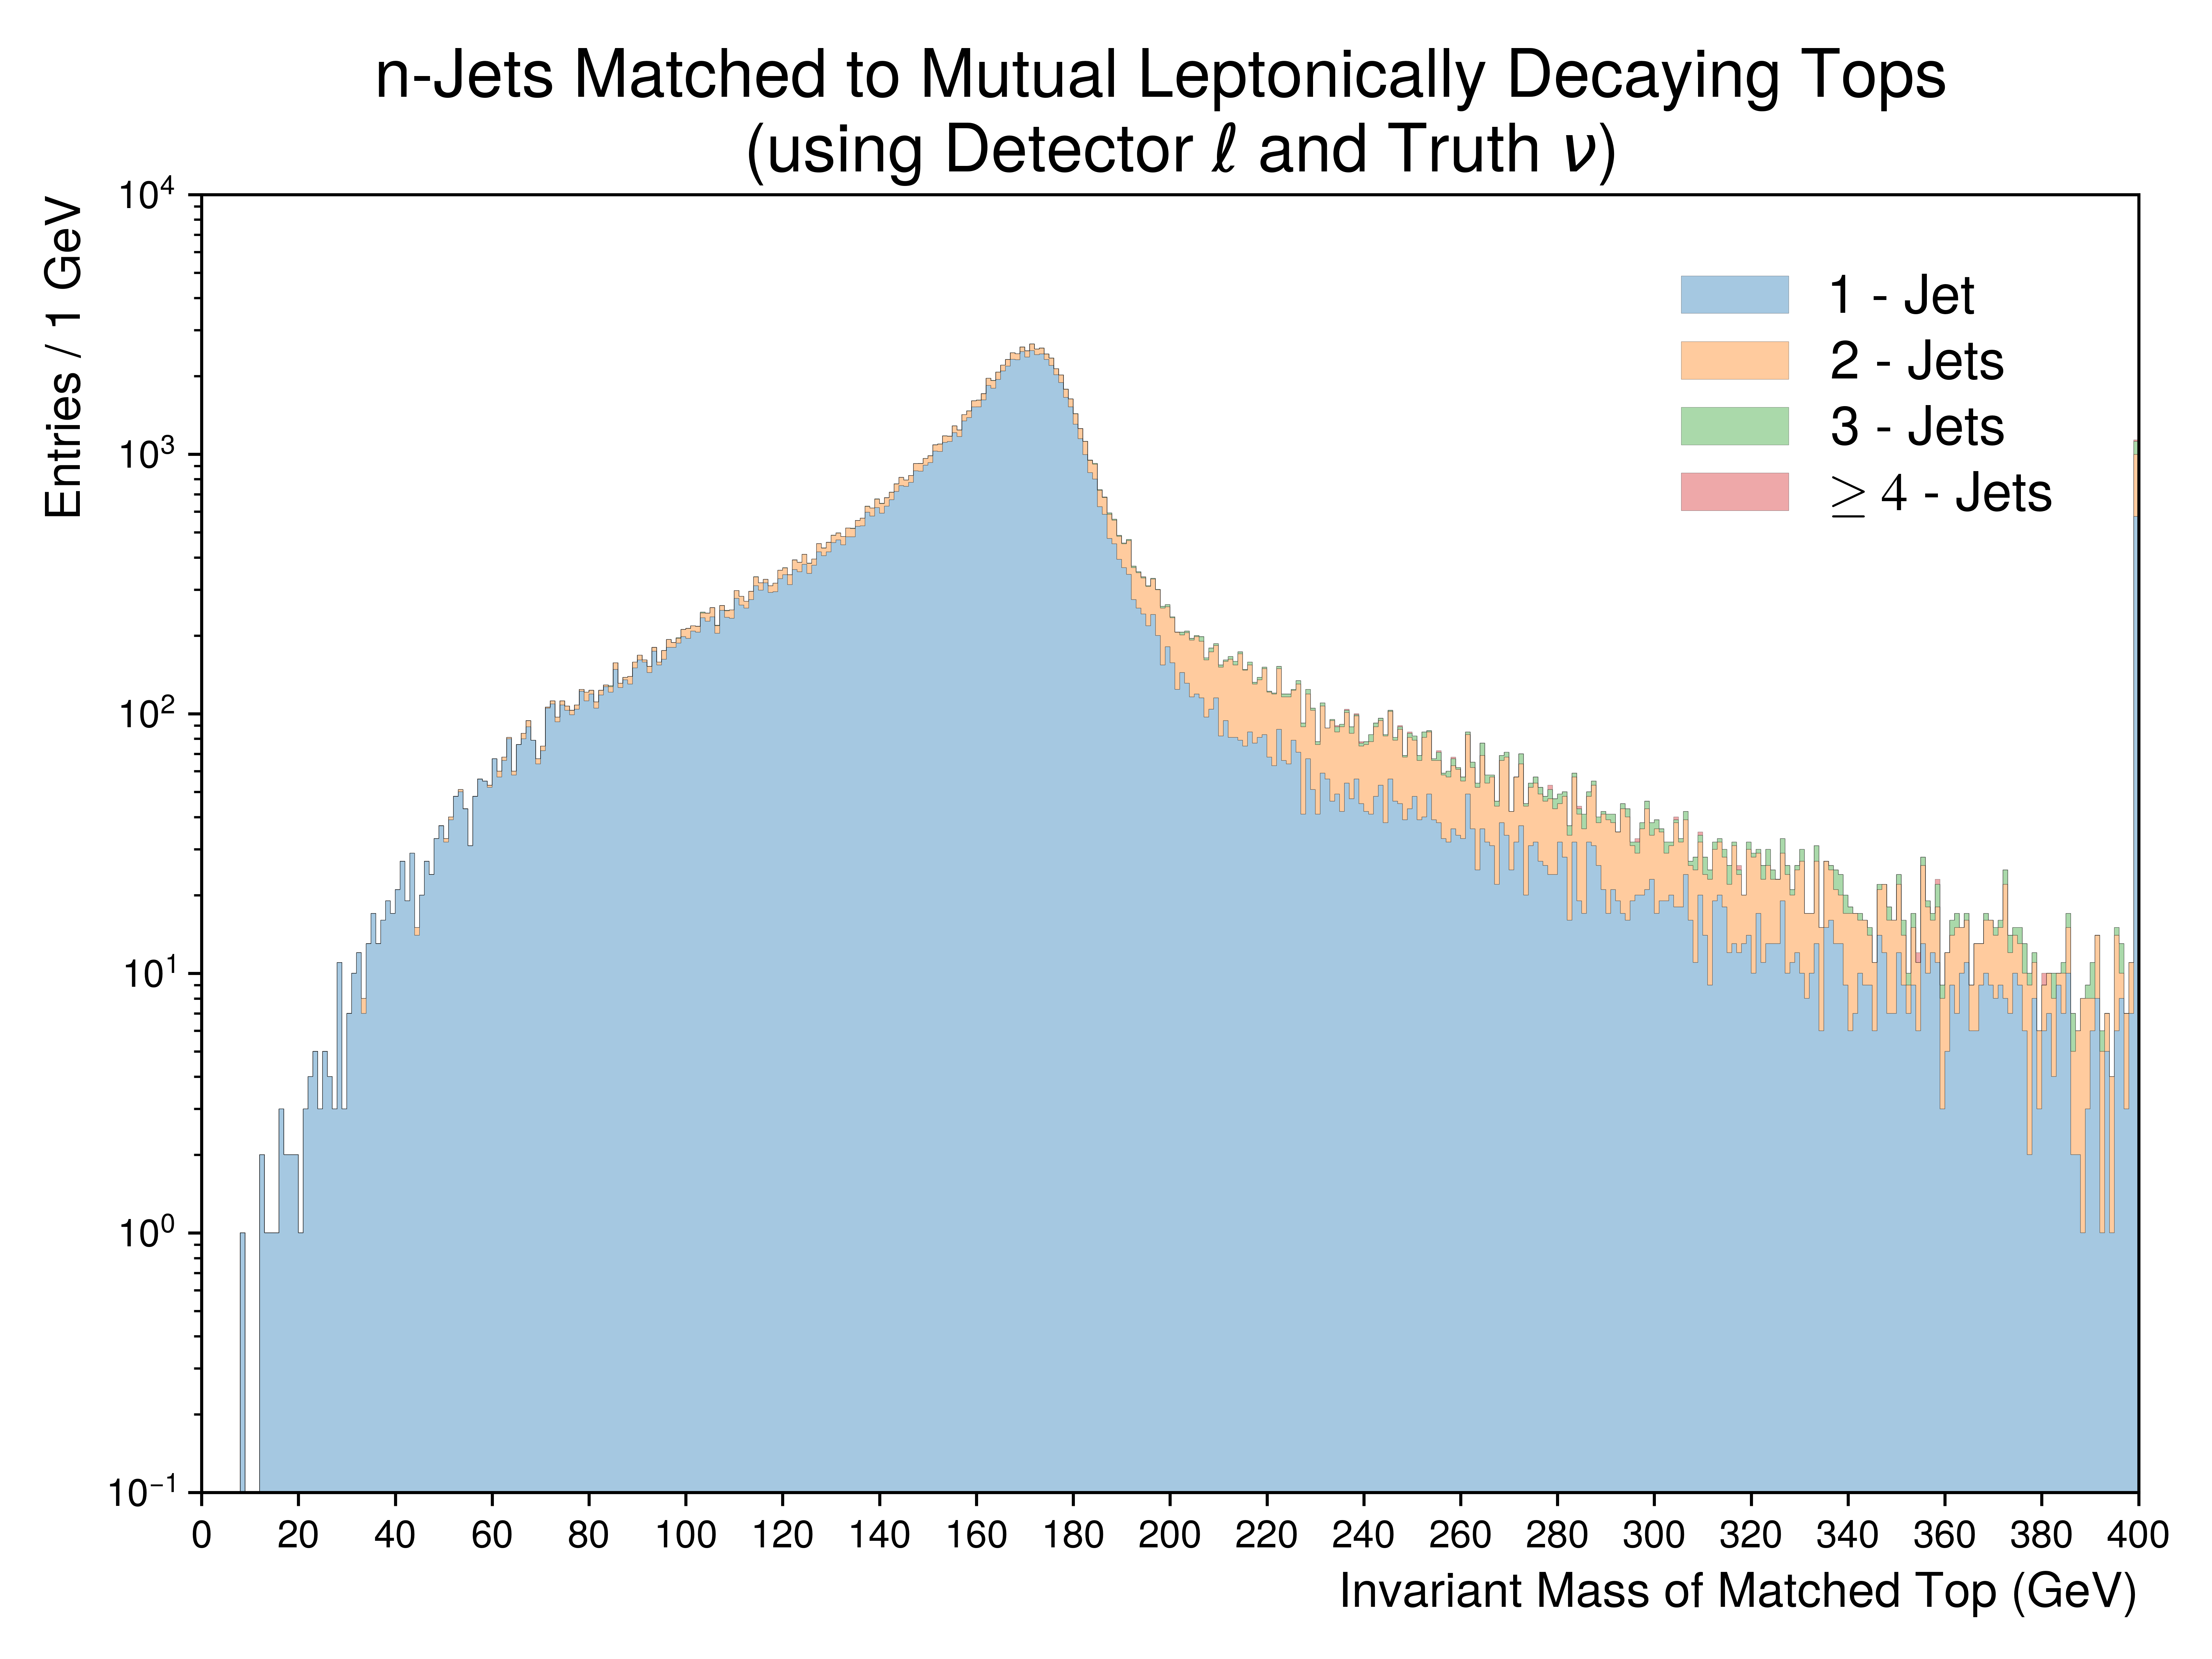 n-Jets Matched to Mutual Leptonically Decaying Tops
(using Detector ℓ and Truth ν)
Entries / 1 GeV
10⁴
10³
10²
10¹
10⁰
10⁻¹
1 - Jet
2 - Jets
3 - Jets
≥ 4 - Jets
0 20 40 60 80 100 120 140 160 180 200 220 240 260 280 300 320 340 360 380 400
Invariant Mass of Matched Top (GeV)